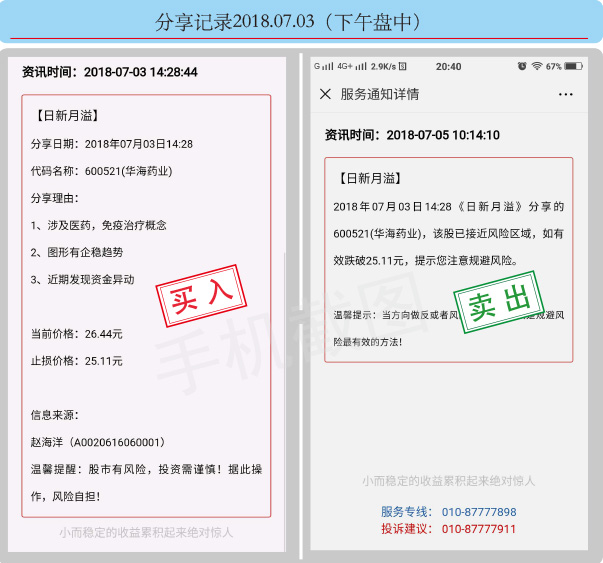 分享记录2018.07.03（下午盘中）
资讯时间：2018-07-03 14:28:44
【日新月溢】
分享日期：2018年07月03日14:28
代码名称：600521(华海药业)
分享理由：
1、涉及医药，免疫治疗概念
2、图形有企稳趋势
3、近期发现资金异动
买入
当前价格：26.44元
止损价格：25.11元
信息来源：
赵海洋（A0020616060001）
温馨提醒：股市有风险，投资需谨慎！据此操
作，风险自担！
小而稳定的收益累积起来绝对惊人
G 4G+ 2.9K/s 20:40 67%
服务通知详情
资讯时间：2018-07-05 10:14:10
【日新月溢】
2018年07月03日14:28《日新月溢》分享的
600521(华海药业)，该股已接近风险区域，如有
效跌破25.11元，提示您注意规避风险。
卖出
温馨提示：当方向做反或者风 规避风
险最有效的方法！
小而稳定的收益累积起来绝对惊人
服务专线： 010-87777898
投诉建议： 010-87777911
手机截图